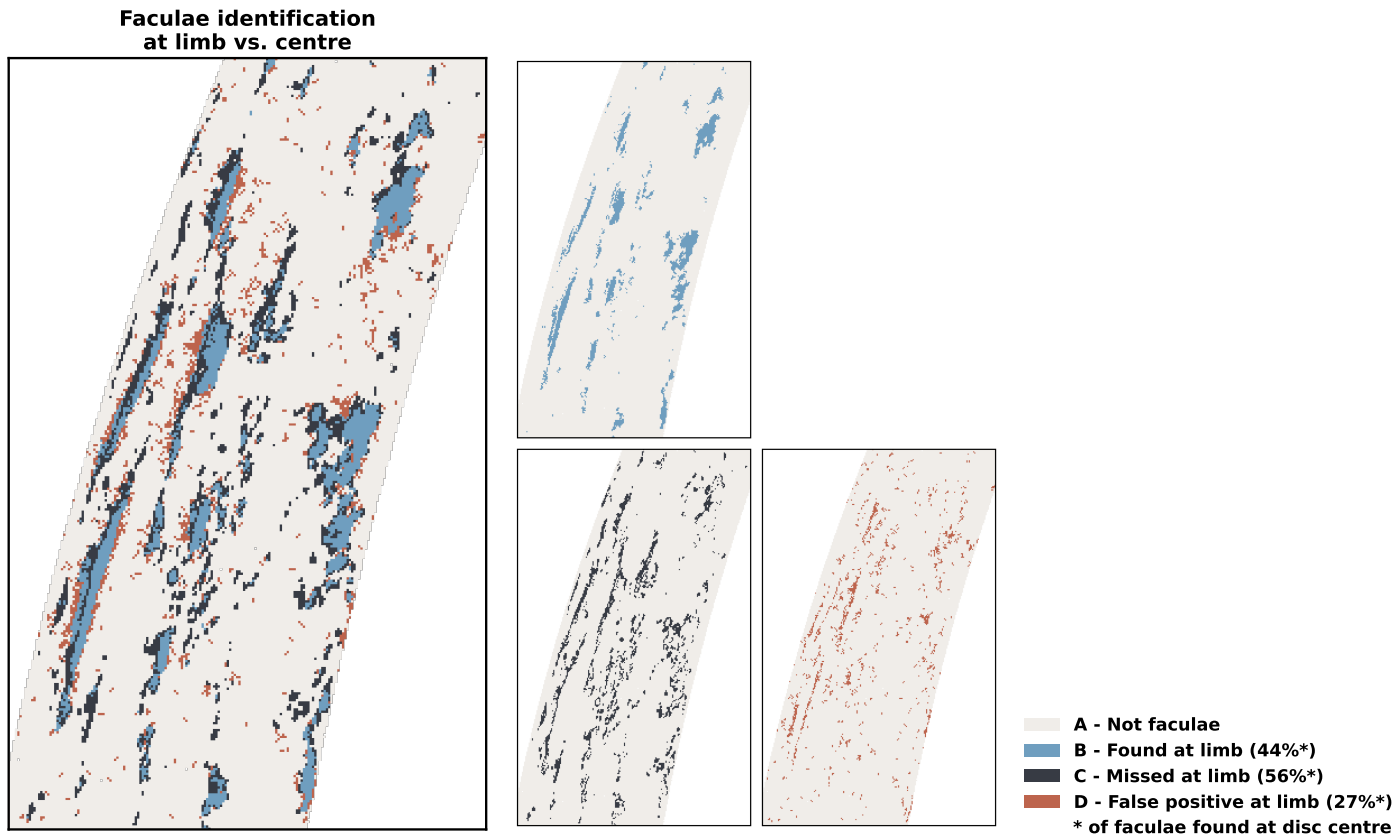 Faculae identification
at limb vs. centre
A - Not faculae
B - Found at limb (44%*)
C - Missed at limb (56%*)
D - False positive at limb (27%*)
* of faculae found at disc centre